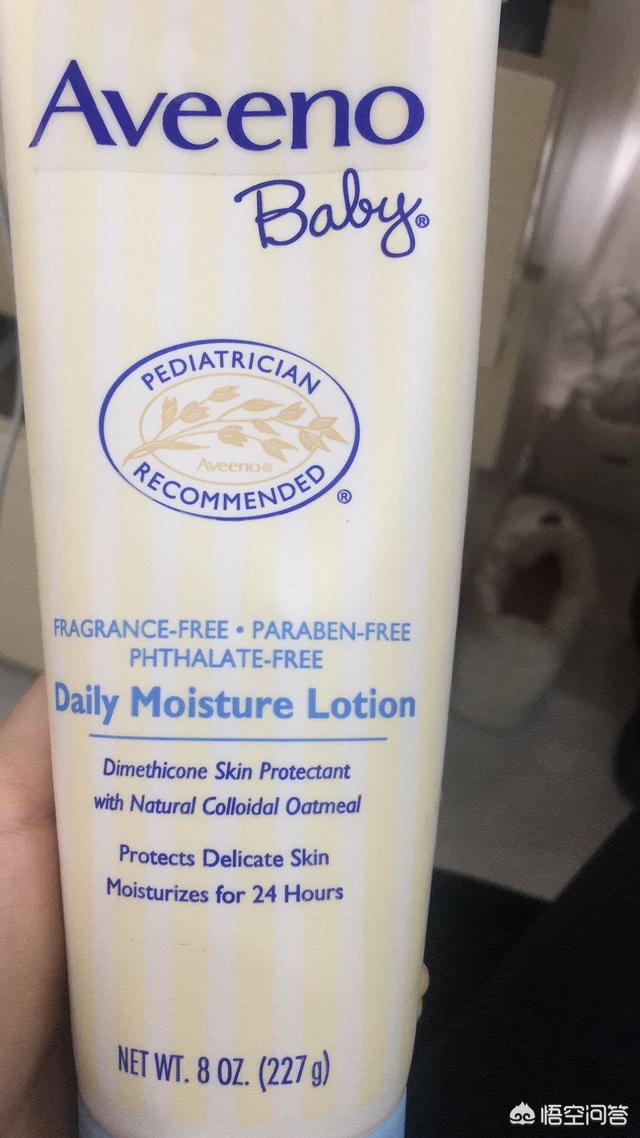 Aveeno
Baby®
PEDIATRICIAN
Aveeno®
RECOMMENDED®
FRAGRANCE-FREE • PARABEN-FREE
PHTHALATE-FREE
Daily Moisture Lotion
Dimethicone Skin Protectant
with Natural Colloidal Oatmeal
Protects Delicate Skin
Moisturizes for 24 Hours
NET WT. 8 OZ. (227 g)
悟空问答